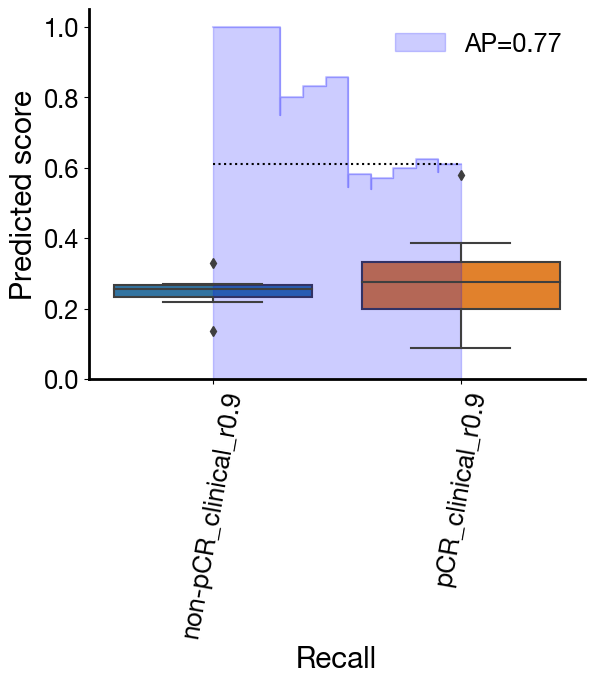 1.0
0.8
0.6
0.4
0.2
0.0
Predicted score
AP=0.77
non-pCR_clinical_r0.9
pCR_clinical_r0.9
Recall